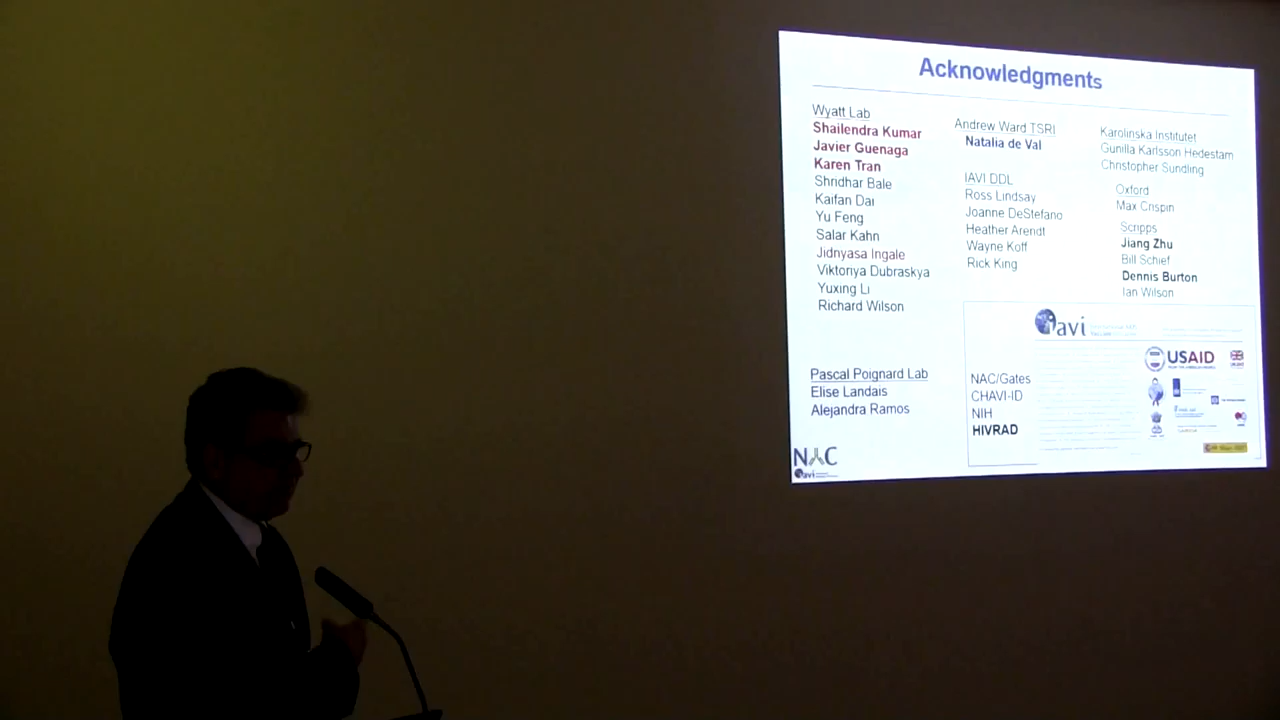 Acknowledgments
Wyatt Lab
Shailendra Kumar
Javier Guenaga
Karen Tran
Shridhar Bale
Kaifan Dai
Yu Feng
Salar Kahn
Jidnyasa Ingale
Viktoriya Dubraskya
Yuxing Li
Richard Wilson
Pascal Poignard Lab
Elise Landais
Alejandra Ramos
Andrew Ward TSRI
Natalia de Val
IAVI DDL
Ross Lindsay
Joanne DeStefano
Heather Arendt
Wayne Koff
Rick King
Karolinska Institutet
Gunilla Karlsson Hedestam
Christopher Sundling
Oxford
Max Crispin
Scripps
Jiang Zhu
Bill Schief
Dennis Burton
Ian Wilson
NAC/Gates
CHAVI-ID
NIH
HIVRAD
iavi
USAID
NAC
iavi